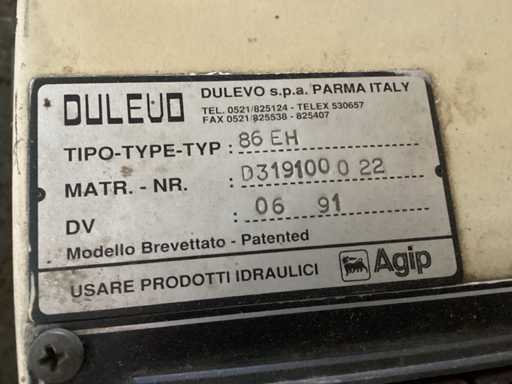 DULEVO
DULEVO s.p.a. PARMA ITALY
TEL. 0521/825124 - TELEX 530657
FAX 0521/825538 - 825407
TIPO-TYPE-TYP : 86 EH
MATR. - NR. : D319100 0 22
DV : 06 91
Modello Brevettato - Patented
USARE PRODOTTI IDRAULICI Agip